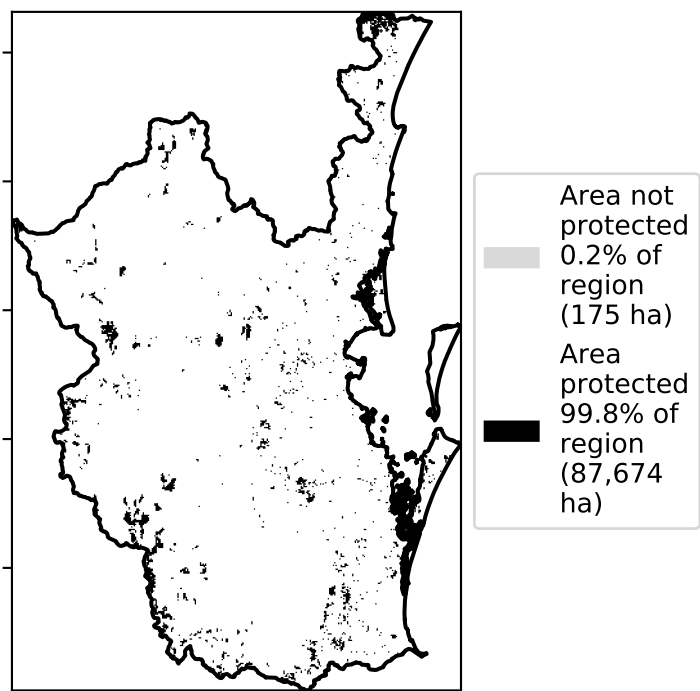 Area not
protected
0.2% of
region
(175 ha)
Area
protected
99.8% of
region
(87,674
ha)